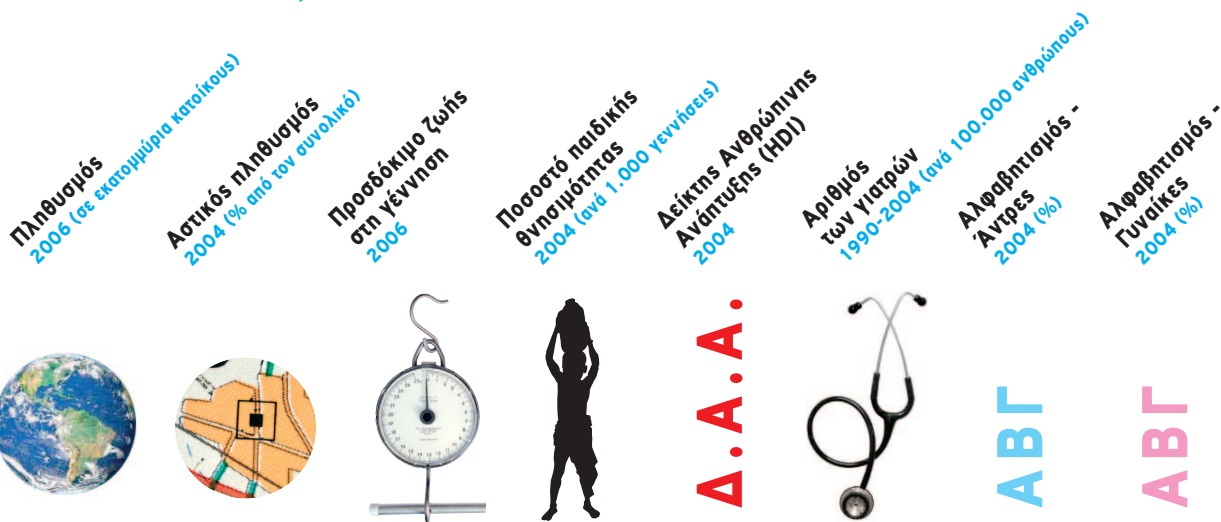 Πληθυσμός
2006 (σε εκατομμύρια κατοίκους)
Αστικός πληθυσμός
2004 (% από τον συνολικό)
Προσδόκιμο ζωής
στη γέννηση
2006
Ποσοστό παιδικής
θνησιμότητας
2004 (ανά 1.000 γεννήσεις)
Δείκτης Ανθρώπινης
Ανάπτυξης (HDI)
2004
Αριθμός
των γιατρών
1990-2004 (ανά 100.000 ανθρώπους)
Αλφαβητισμός -
Άντρες
2004 (%)
Αλφαβητισμός -
Γυναίκες
2004 (%)
Δ.Α.Α.
ΑΒΓ
ΑΒΓ